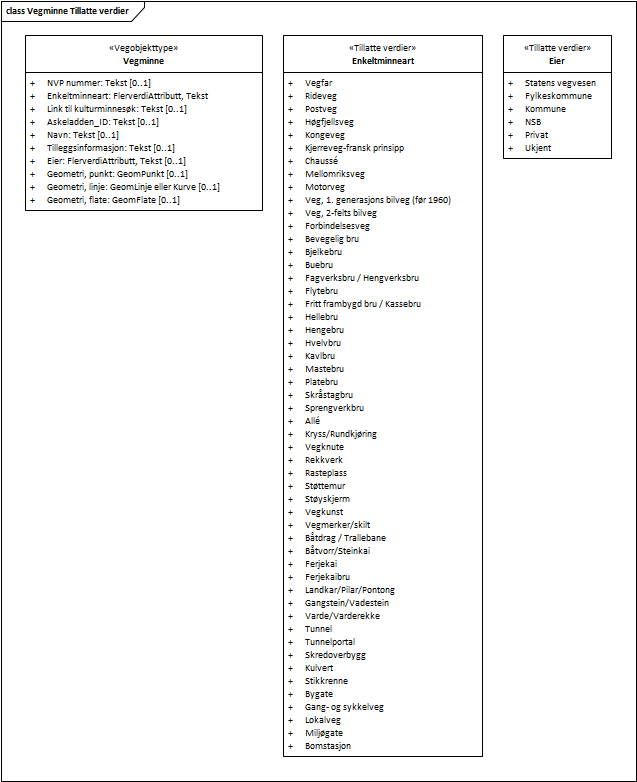 class Vegminne Tillatte verdier
«Vegobjekttype»
Vegminne
+ NVP nummer: Tekst [0..1]
+ Enkeltminneart: FlerverdiAttributt, Tekst
+ Link til kulturminnesøk: Tekst [0..1]
+ Askeladden_ID: Tekst [0..1]
+ Navn: Tekst [0..1]
+ Tilleggsinformasjon: Tekst [0..1]
+ Eier: FlerverdiAttributt, Tekst [0..1]
+ Geometri, punkt: GeomPunkt [0..1]
+ Geometri, linje: GeomLinje eller Kurve [0..1]
+ Geometri, flate: GeomFlate [0..1]
«Tillatte verdier»
Enkeltminneart
+ Vegfar
+ Rideveg
+ Postveg
+ Høgfjellsveg
+ Kongeveg
+ Kjerreveg-fransk prinsipp
+ Chaussé
+ Mellomriksveg
+ Motorveg
+ Veg, 1. generasjons bilveg (før 1960)
+ Veg, 2-felts bilveg
+ Forbindelsesveg
+ Bevegelig bru
+ Bjelkebru
+ Buebru
+ Fagverksbru / Hengverksbru
+ Flytebru
+ Fritt frambygd bru / Kassebru
+ Hellebru
+ Hengebru
+ Hvelvbru
+ Kavlbru
+ Mastebru
+ Platebru
+ Skråstagbru
+ Sprengverkbru
+ Allé
+ Kryss/Rundkjøring
+ Vegknute
+ Rekkverk
+ Rasteplass
+ Støttemur
+ Støyskjerm
+ Vegkunst
+ Vegmerker/skilt
+ Båtdrag / Trallebane
+ Båtvorr/Steinkai
+ Ferjekai
+ Ferjekaibru
+ Landkar/Pilar/Pontong
+ Gangstein/Vadestein
+ Varde/Varderekke
+ Tunnel
+ Tunnelportal
+ Skredoverbygg
+ Kulvert
+ Stikkrenne
+ Bygate
+ Gang- og sykkelveg
+ Lokalveg
+ Miljøgate
+ Bomstasjon
«Tillatte verdier»
Eier
+ Statens vegvesen
+ Fylkeskommune
+ Kommune
+ NSB
+ Privat
+ Ukjent